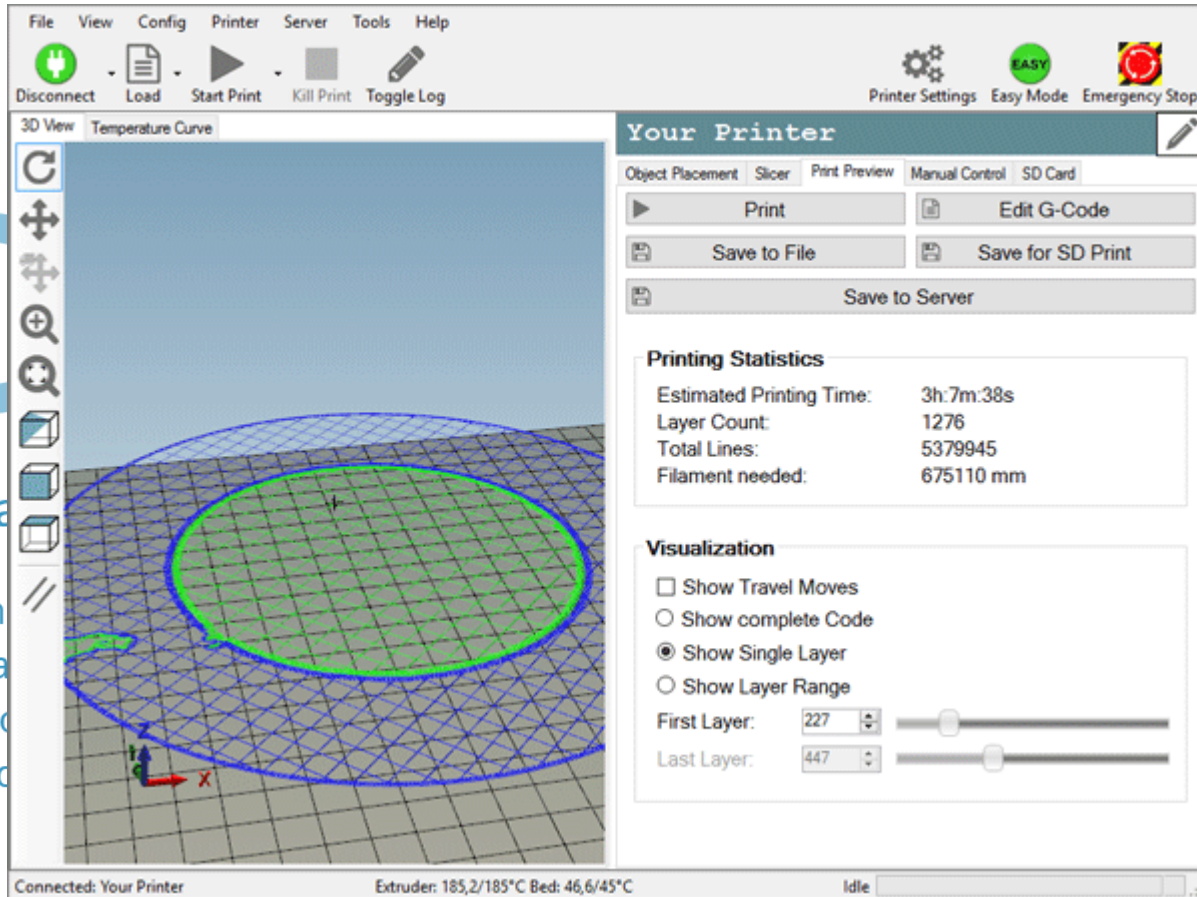 File View Config Printer Server Tools Help
Disconnect Load Start Print Kill Print Toggle Log Printer Settings EASY Easy Mode Emergency Stop
3D View Temperature Curve
Your Printer
Object Placement Slicer Print Preview Manual Control SD Card
Print Edit G-Code
Save to File Save for SD Print
Save to Server
Printing Statistics
Estimated Printing Time: 3h:7m:38s
Layer Count: 1276
Total Lines: 5379945
Filament needed: 675110 mm
Visualization
Show Travel Moves
Show complete Code
Show Single Layer
Show Layer Range
First Layer: 227
Last Layer: 447
Z
X
Connected: Your Printer Extruder: 185,2/185°C Bed: 46,6/45°C Idle